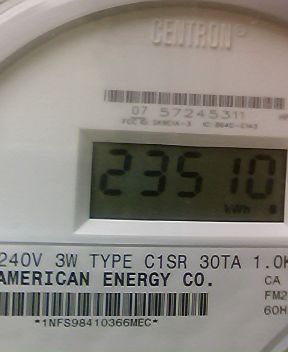 CENTRON®
07 57245311
23510
kWh
240V 3W TYPE C1SR 30TA 1.0K
AMERICAN ENERGY CO.
CA
FM2
60H
*1NFS98410366MEC*